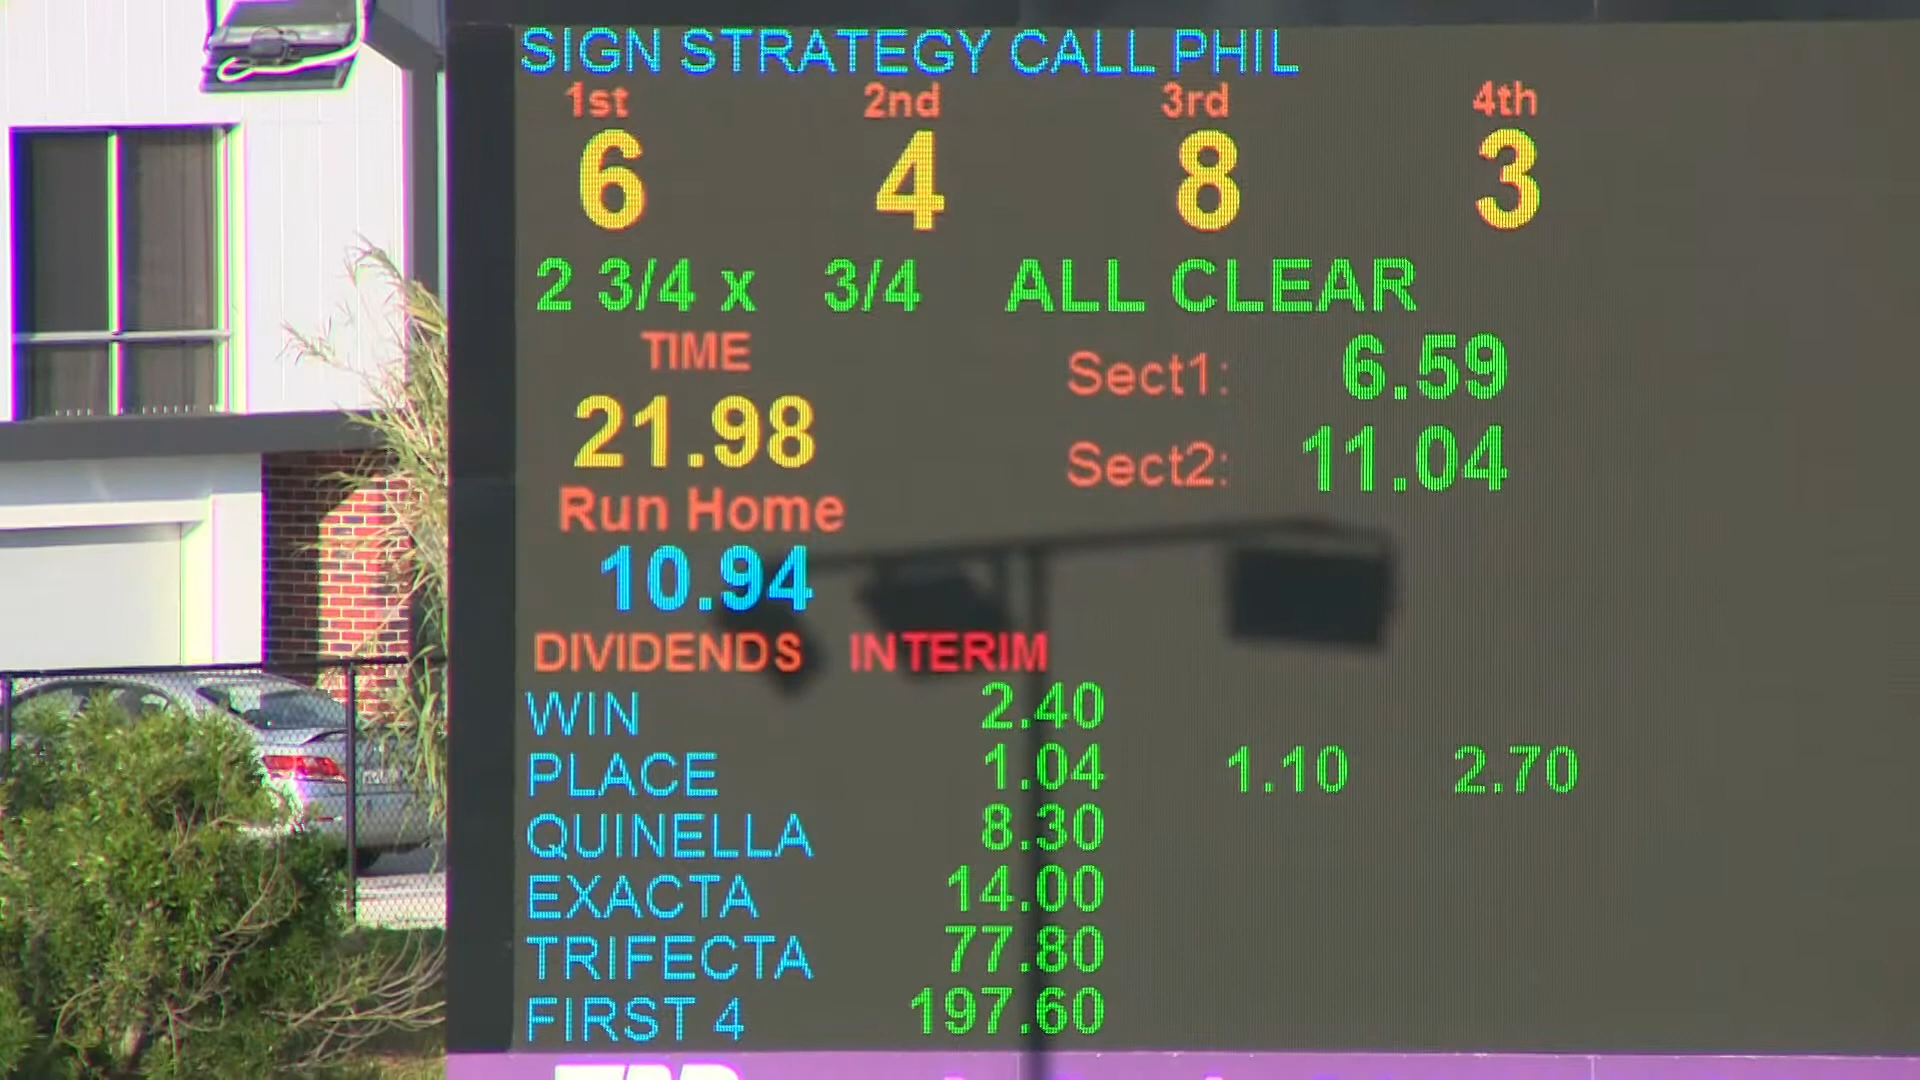 SIGN STRATEGY CALL PHIL
1st 2nd 3rd 4th
6 4 8 3
2 3/4 x 3/4 ALL CLEAR
TIME
21.98
Sect1: 6.59
Sect2: 11.04
Run Home
10.94
DIVIDENDS INTERIM
WIN 2.40
PLACE 1.04 1.10 2.70
QUINELLA 8.30
EXACTA 14.00
TRIFECTA 77.80
FIRST 4 197.60